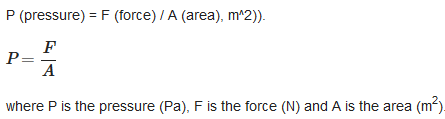 P (pressure) = F (force) / A (area), m^2)).
P = F/A
where P is the pressure (Pa), F is the force (N) and A is the area (m²).